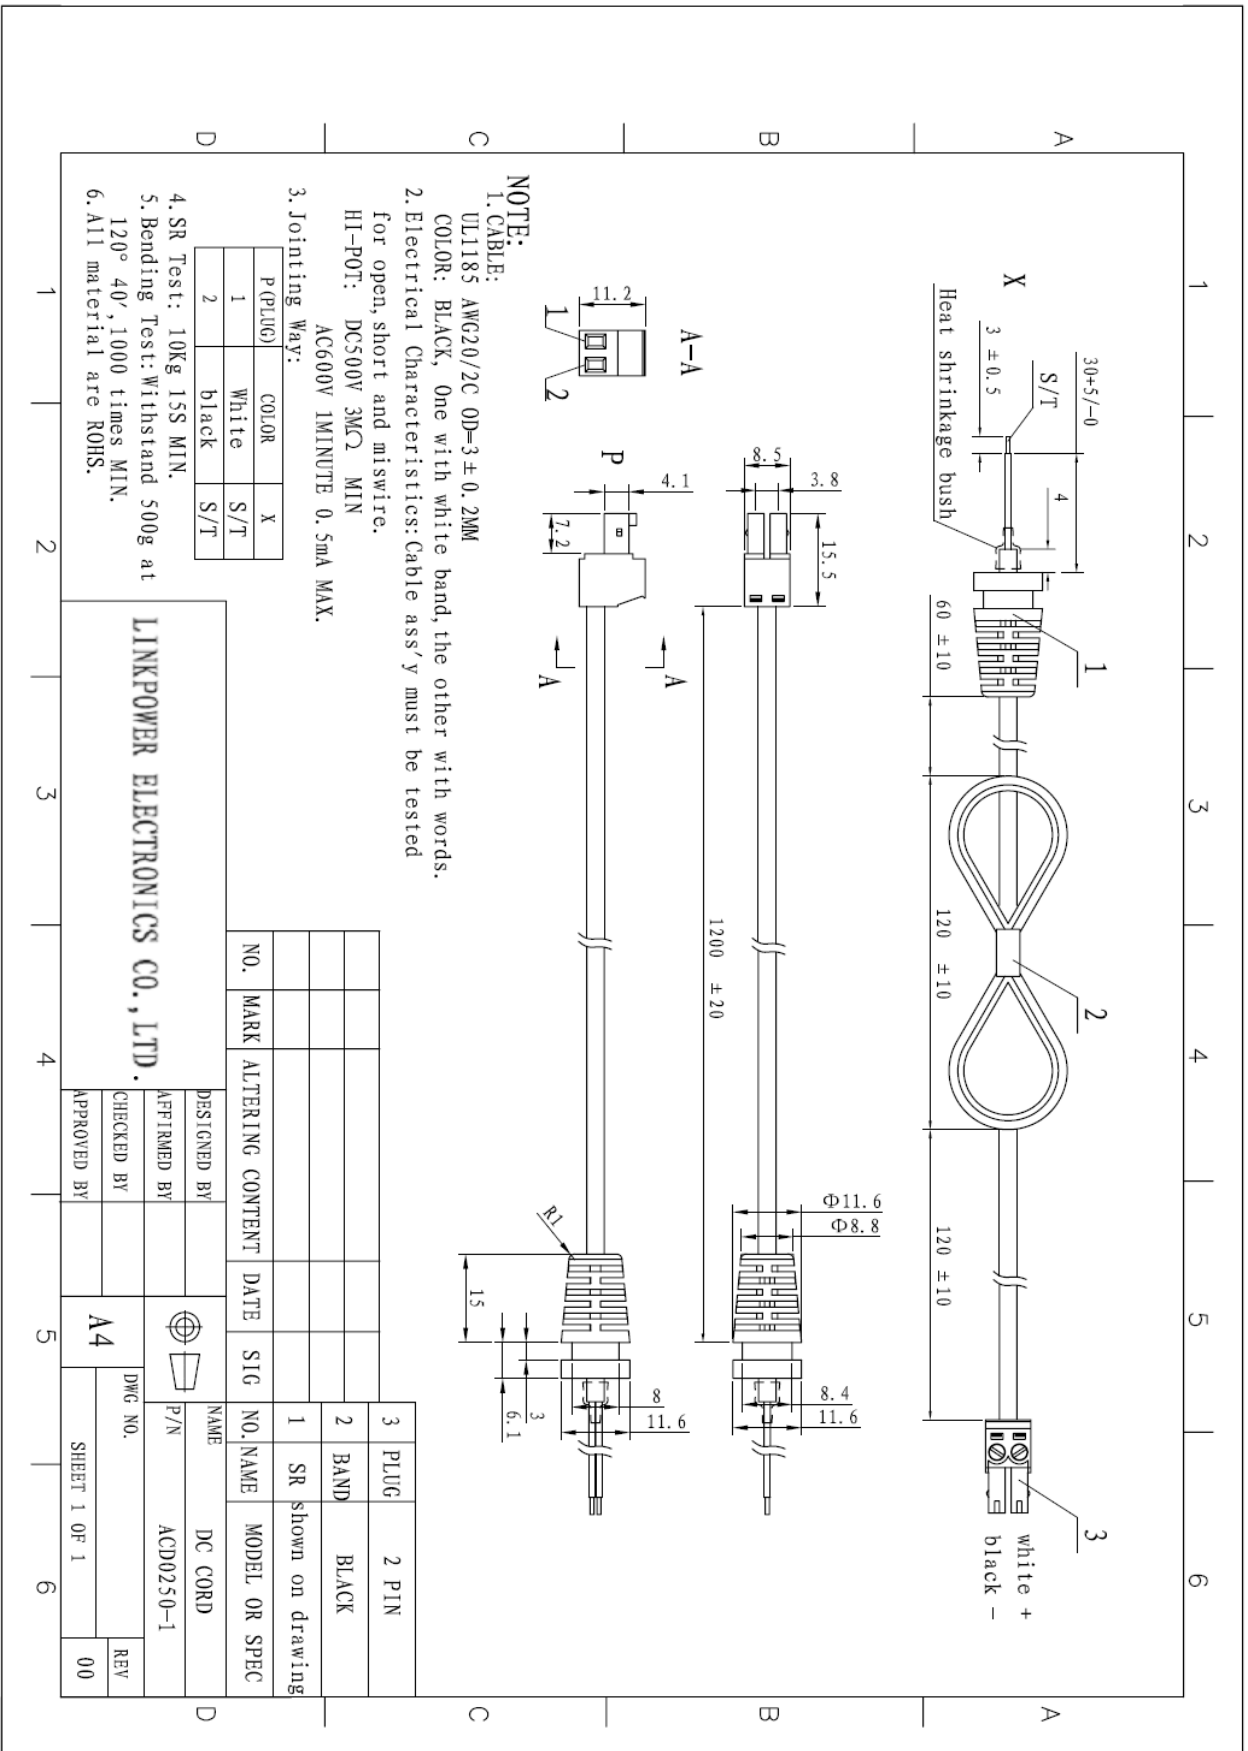 1
2
3
4
5
6
A
B
C
D
X
30+5/-0
S/T
3 ±0.5
4
Heat shrinkage bush
60 ±10
120 ±10
120 ±10
1
2
3
white +
black -
A-A
11.2
1
2
8.5
3.8
15.5
1200 ±20
Φ11.6
Φ8.8
8.4
11.6
P
4.1
7.2
A
A
R1
15
3
6.1
8
11.6
NOTE:
1. CABLE:
UL1185 AWG20/2C OD=3±0.2MM
COLOR: BLACK, One with white band, the other with words.
2. Electrical Characteristics: Cable ass'y must be tested
for open, short and miswire.
HI-POT: DC500V 3MΩ MIN
AC600V 1MINUTE 0.5mA MAX.
3. Jointing Way:
P(PLUG) COLOR X
1 White S/T
2 black S/T
4. SR Test: 10Kg 15S MIN.
5. Bending Test: Withstand 500g at
120° 40′, 1000 times MIN.
6. All material are ROHS.
3 PLUG 2 PIN
2 BAND BLACK
1 SR shown on drawing
NO. MARK ALTERING CONTENT DATE SIG NO. NAME MODEL OR SPEC
LINKPOWER ELECTRONICS CO., LTD.
DESIGNED BY
AFFIRMED BY
CHECKED BY
APPROVED BY
NAME DC CORD
P/N ACD0250-1
A4
DWG NO.
REV
SHEET 1 OF 1
00
1
2
3
4
5
6
A
B
C
D